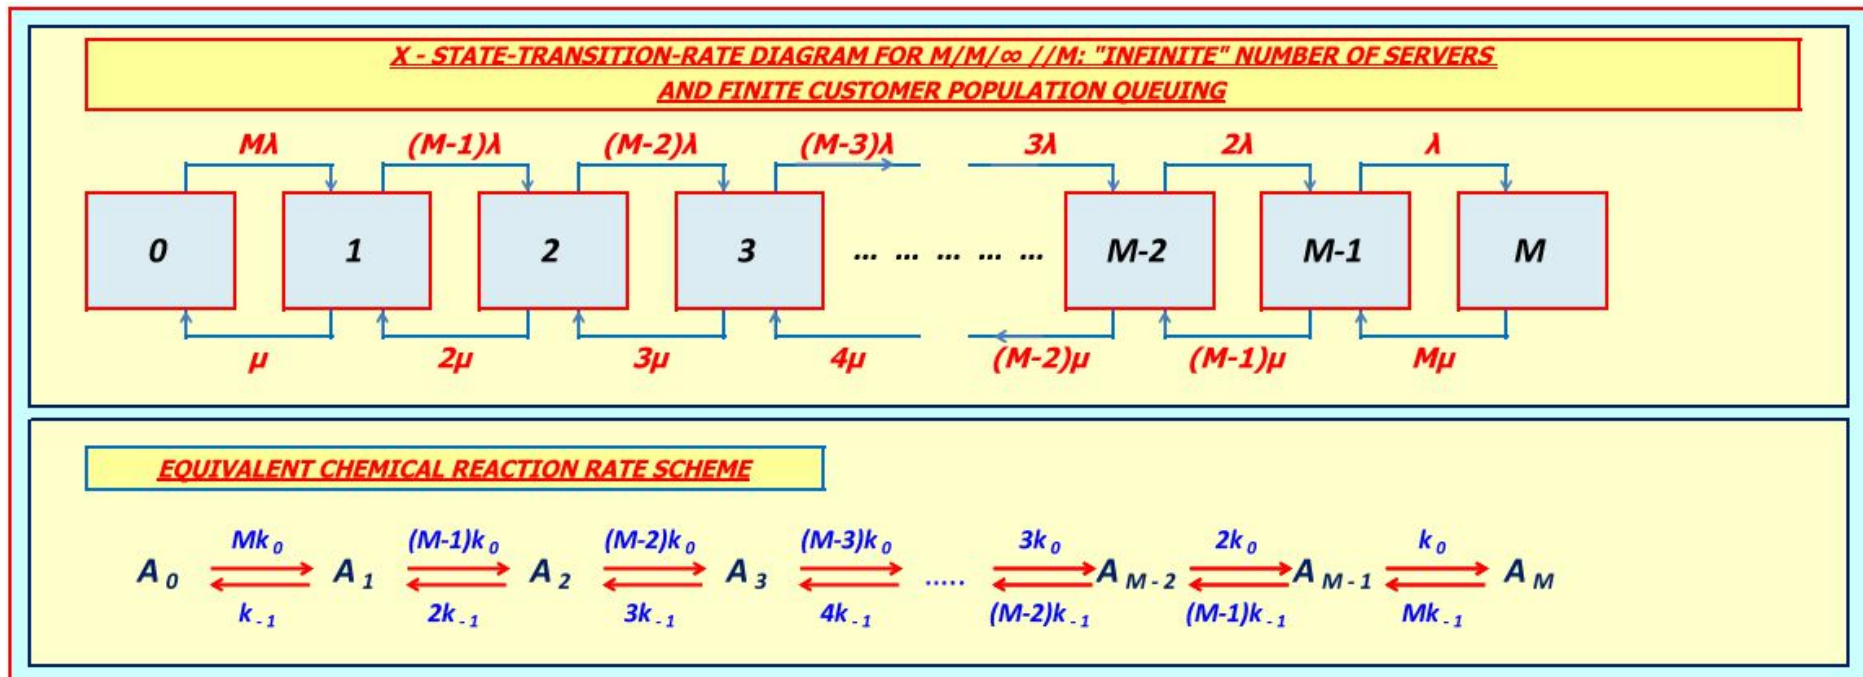 X - STATE-TRANSITION-RATE DIAGRAM FOR M/M/∞ //M: "INFINITE" NUMBER OF SERVERS
AND FINITE CUSTOMER POPULATION QUEUING
Mλ (M-1)λ (M-2)λ (M-3)λ 3λ 2λ λ
0 1 2 3 ... ... ... ... ... M-2 M-1 M
μ 2μ 3μ 4μ (M-2)μ (M-1)μ Mμ
EQUIVALENT CHEMICAL REACTION RATE SCHEME
Mk₀ (M-1)k₀ (M-2)k₀ (M-3)k₀ 3k₀ 2k₀ k₀
A₀ A₁ A₂ A₃ ..... A_{M-2} A_{M-1} A_M
k₋₁ 2k₋₁ 3k₋₁ 4k₋₁ (M-2)k₋₁ (M-1)k₋₁ Mk₋₁